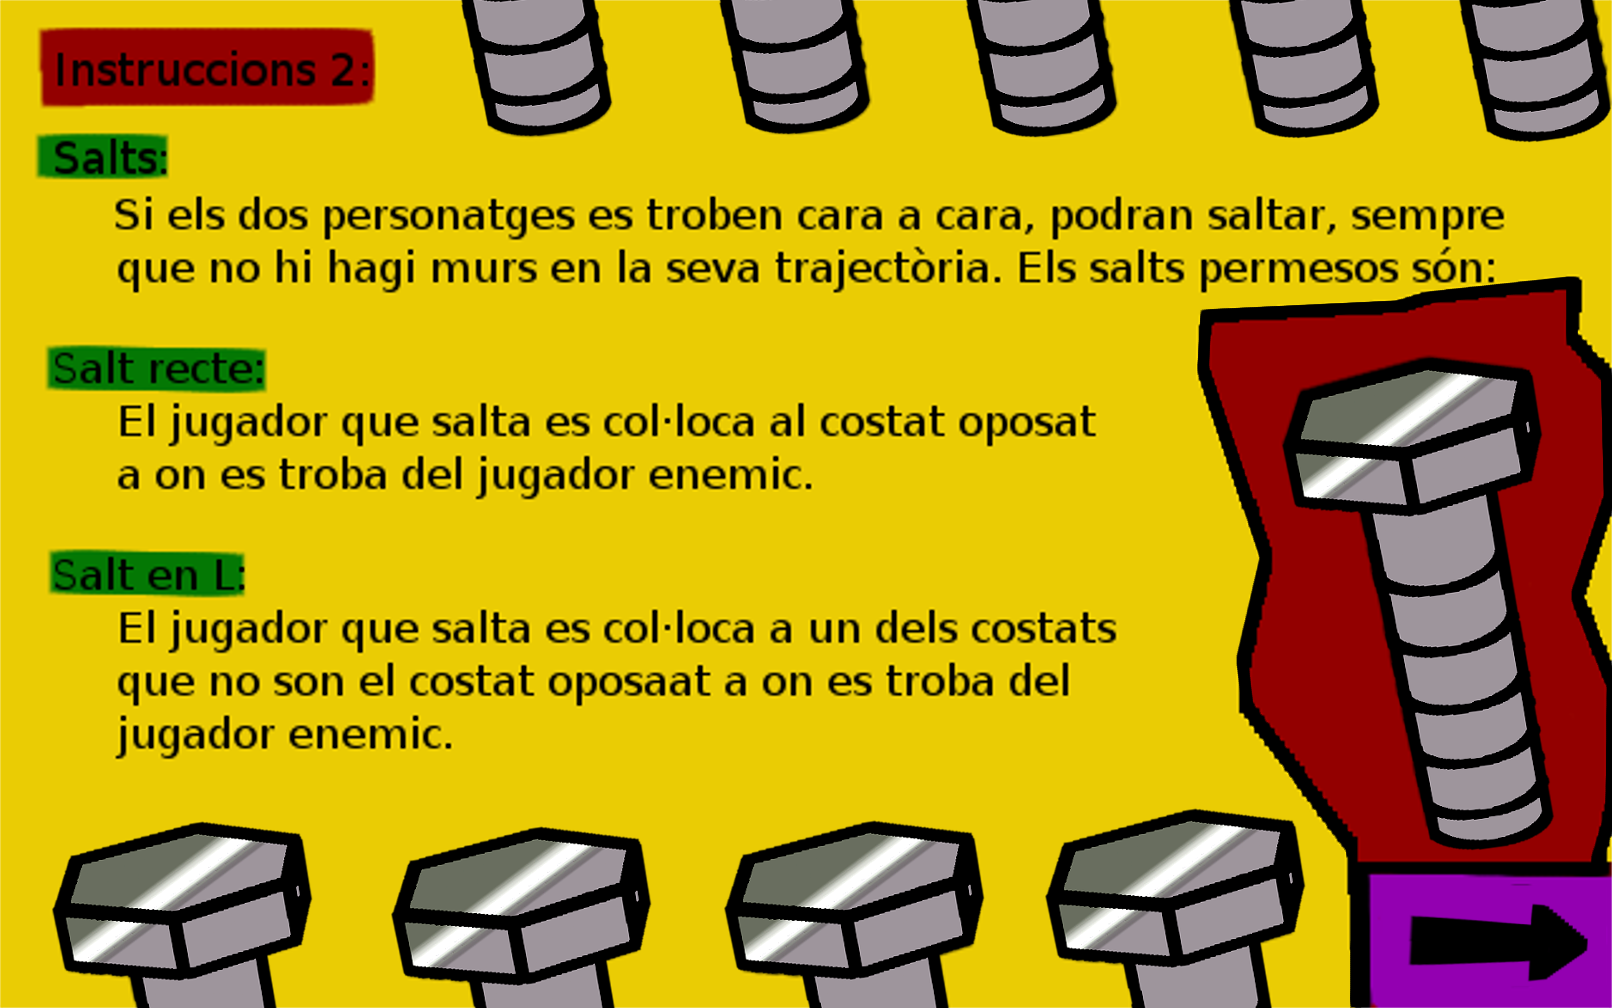 Instruccions 2:
Salts:
Si els dos personatges es troben cara a cara, podran saltar, sempre
que no hi hagi murs en la seva trajectòria. Els salts permesos són:
Salt recte:
El jugador que salta es col·loca al costat oposat
a on es troba del jugador enemic.
Salt en L:
El jugador que salta es col·loca a un dels costats
que no son el costat oposaat a on es troba del
jugador enemic.